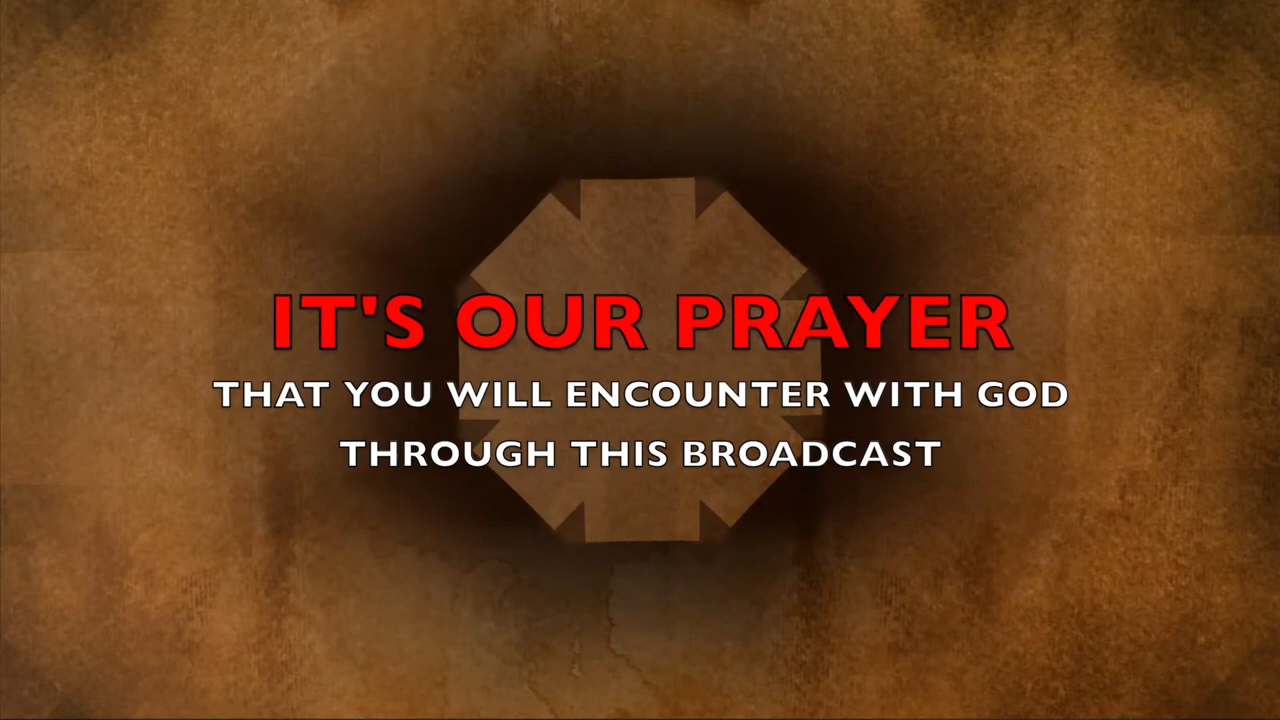 IT'S OUR PRAYER
THAT YOU WILL ENCOUNTER WITH GOD
THROUGH THIS BROADCAST